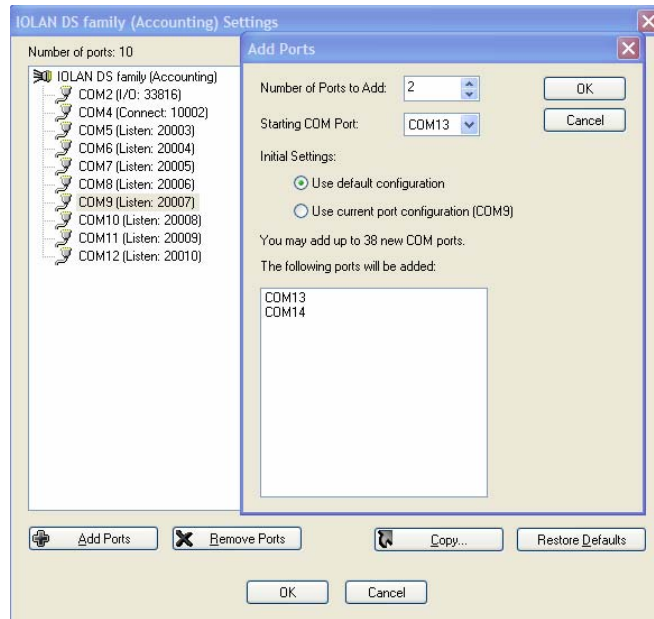 IOLAN DS family (Accounting) Settings
Number of ports: 10
IOLAN DS family (Accounting)
COM2 (I/O: 33816)
COM4 (Connect: 10002)
COM5 (Listen: 20003)
COM6 (Listen: 20004)
COM7 (Listen: 20005)
COM8 (Listen: 20006)
COM9 (Listen: 20007)
COM10 (Listen: 20008)
COM11 (Listen: 20009)
COM12 (Listen: 20010)
Add Ports
Number of Ports to Add: 2
OK
Starting COM Port: COM13
Cancel
Initial Settings:
Use default configuration
Use current port configuration (COM9)
You may add up to 38 new COM ports.
The following ports will be added:
COM13
COM14
Add Ports
Remove Ports
Copy...
Restore Defaults
OK
Cancel